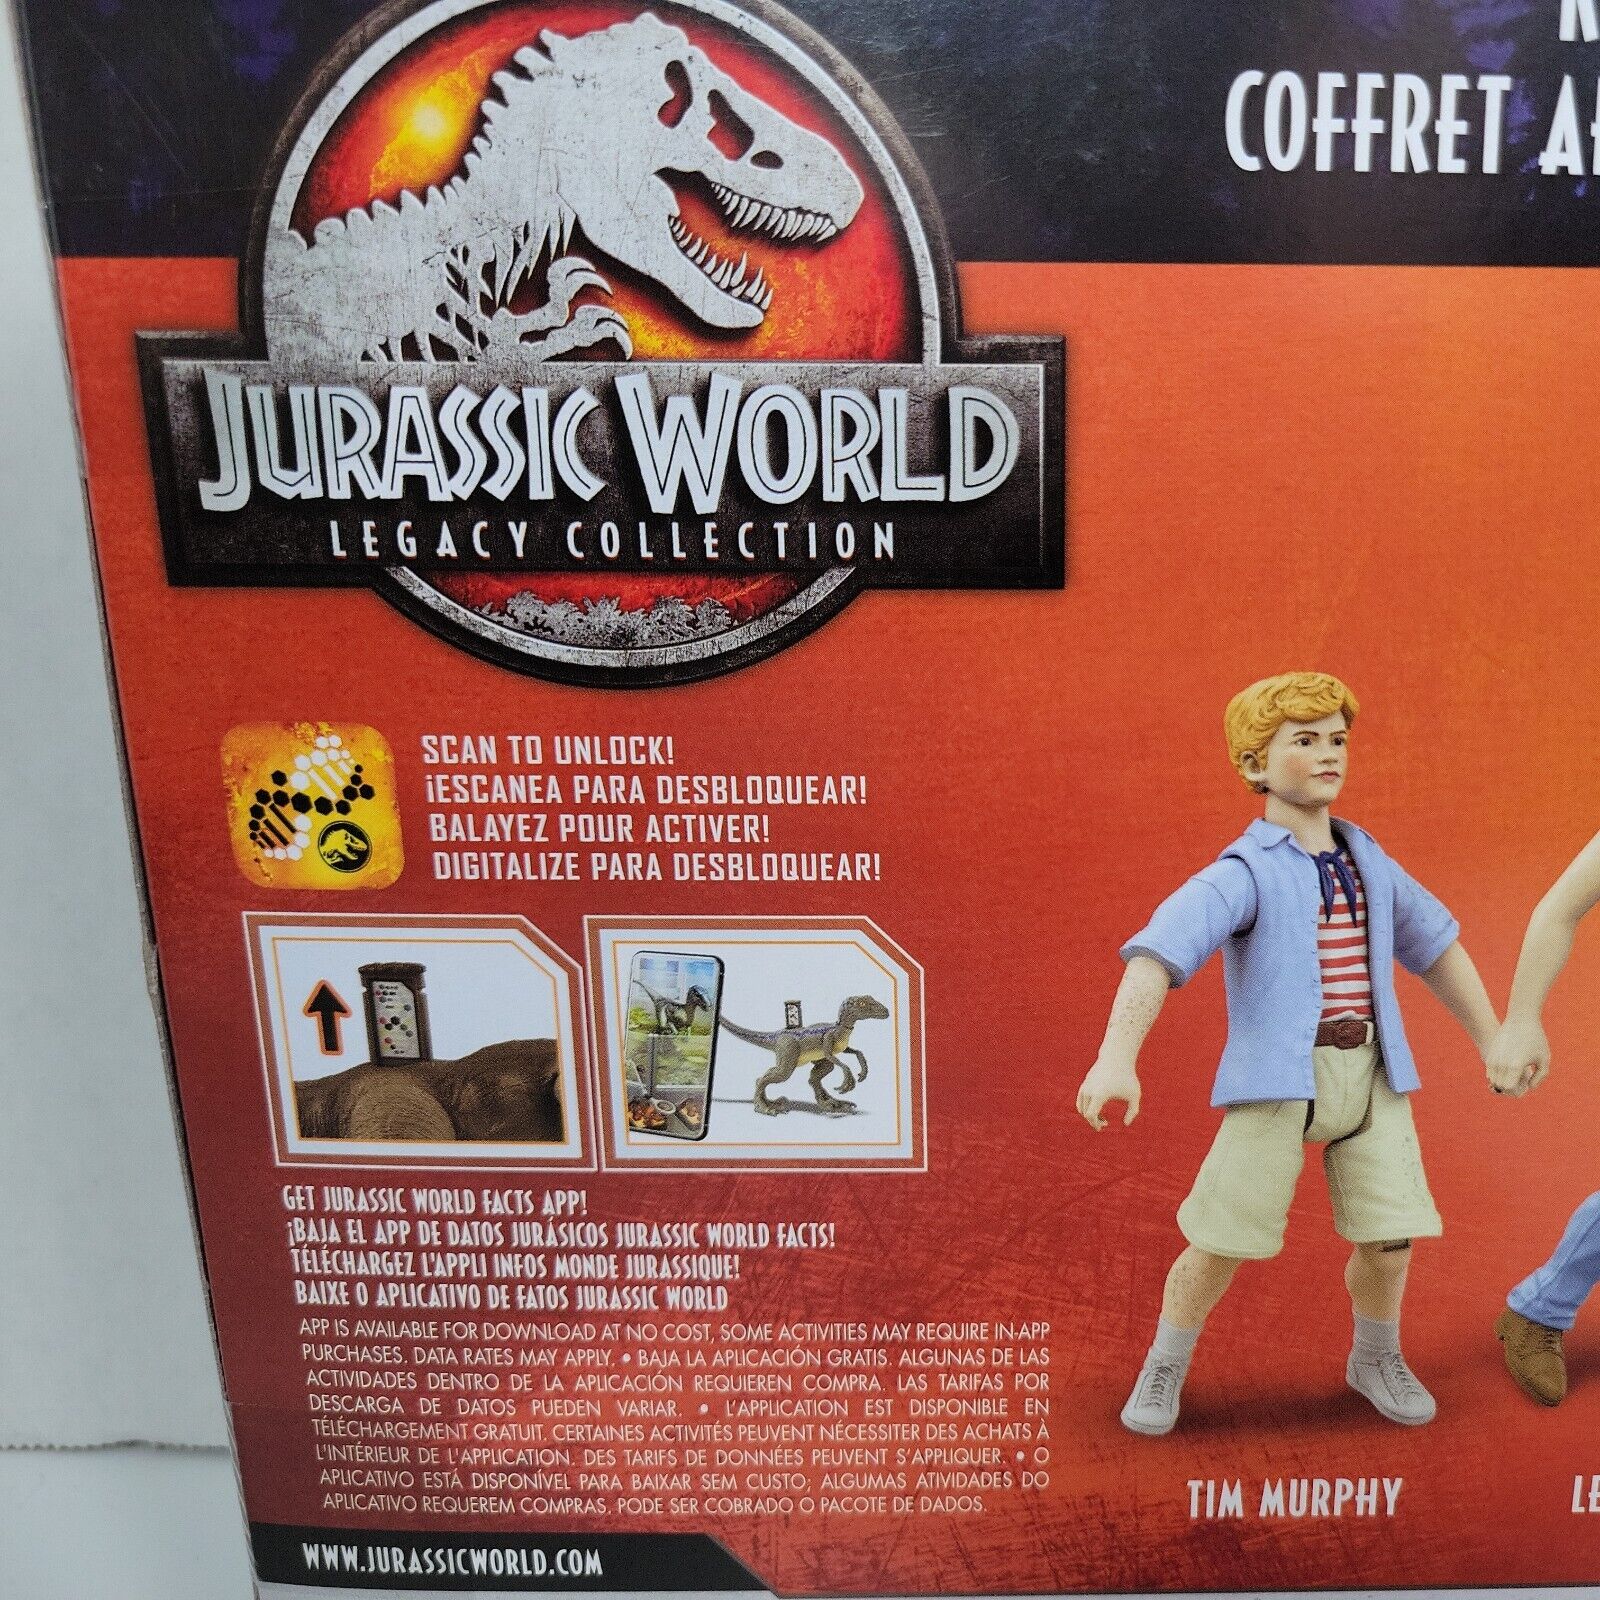 COFFRET
JURASSIC WORLD
LEGACY COLLECTION
SCAN TO UNLOCK!
¡ESCANEA PARA DESBLOQUEAR!
BALAYEZ POUR ACTIVER!
DIGITALIZE PARA DESBLOQUEAR!
GET JURASSIC WORLD FACTS APP!
¡BAJA EL APP DE DATOS JURÁSICOS JURASSIC WORLD FACTS!
TÉLÉCHARGEZ L'APPLI INFOS MONDE JURASSIQUE!
BAIXE O APLICATIVO DE FATOS JURASSIC WORLD
APP IS AVAILABLE FOR DOWNLOAD AT NO COST, SOME ACTIVITIES MAY REQUIRE IN-APP
PURCHASES. DATA RATES MAY APPLY. • BAJA LA APLICACIÓN GRATIS. ALGUNAS DE LAS
ACTIVIDADES DENTRO DE LA APLICACIÓN REQUIEREN COMPRA. LAS TARIFAS POR
DESCARGA DE DATOS PUEDEN VARIAR. • L'APPLICATION EST DISPONIBLE EN
TÉLÉCHARGEMENT GRATUIT. CERTAINES ACTIVITÉS PEUVENT NÉCESSITER DES ACHATS À
L'INTÉRIEUR DE L'APPLICATION. DES TARIFS DE DONNÉES PEUVENT S'APPLIQUER. • O
APLICATIVO ESTÁ DISPONÍVEL PARA BAIXAR SEM CUSTO; ALGUMAS ATIVIDADES DO
APLICATIVO REQUEREM COMPRAS. PODE SER COBRADO O PACOTE DE DADOS.
TIM MURPHY
LE
WWW.JURASSICWORLD.COM